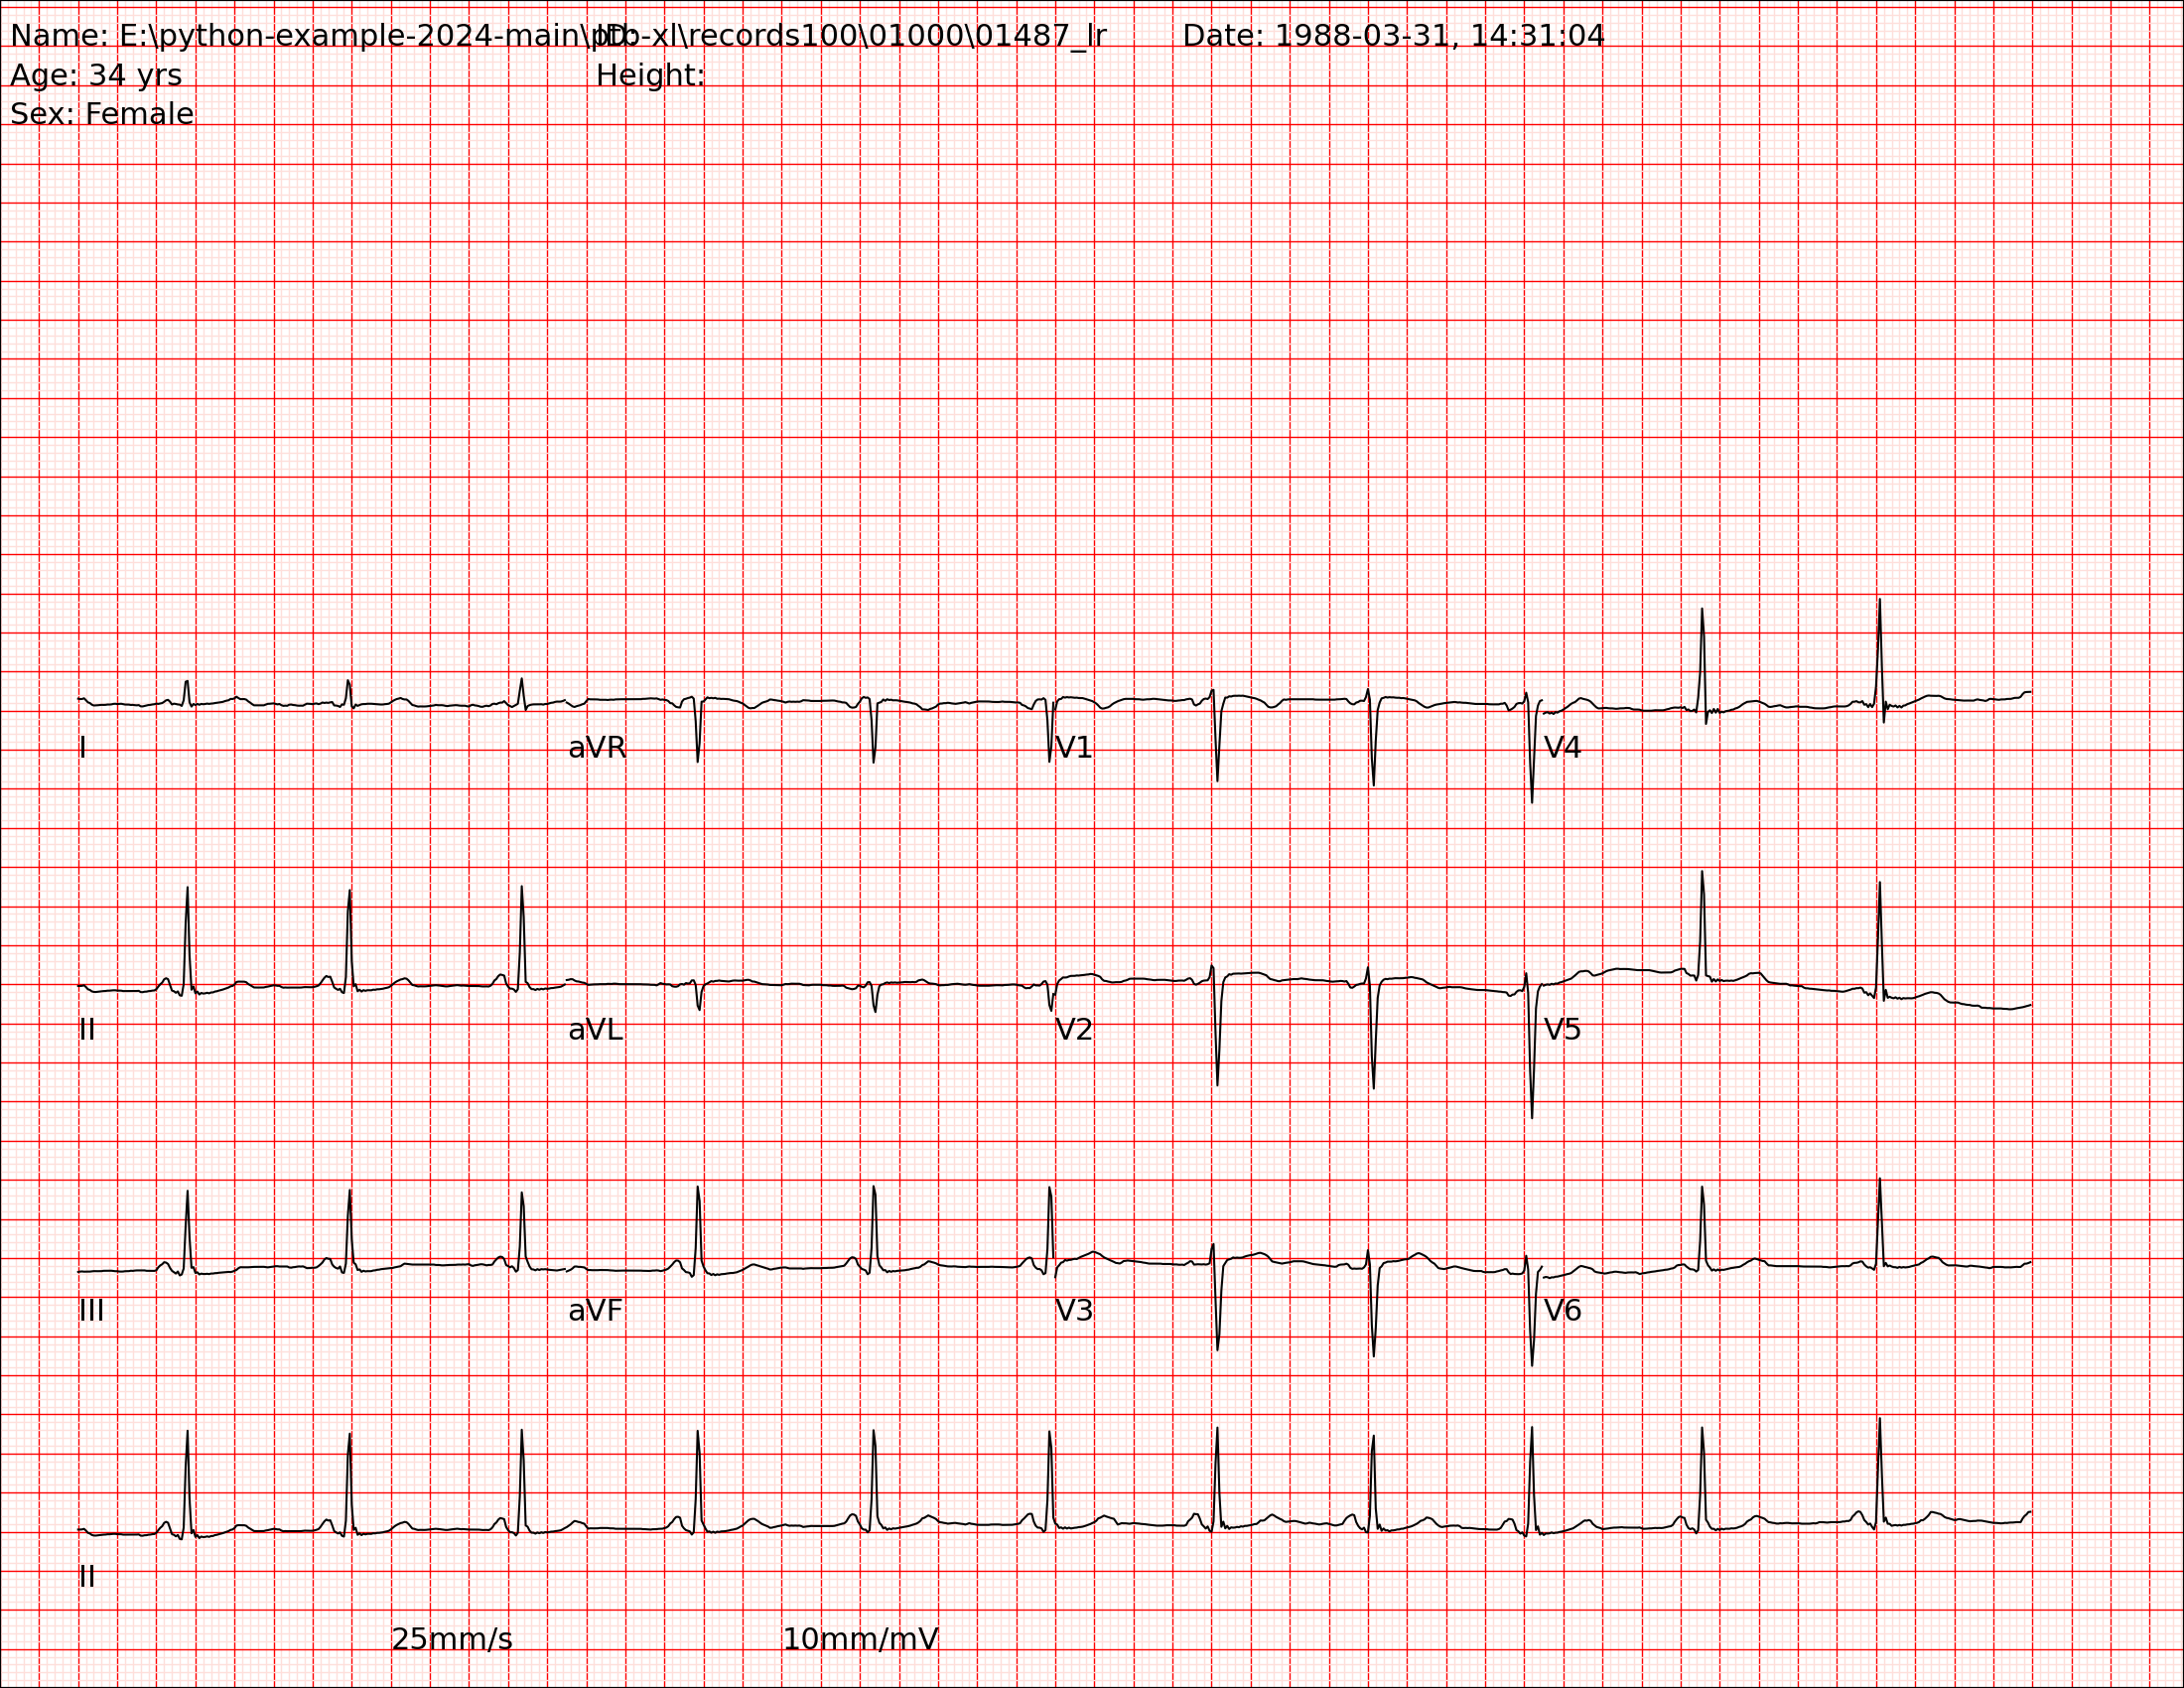 Name: E:\python-example-2024-main\ptb-xl\records100\01000\01487_lr ID: Date: 1988-03-31, 14:31:04
Age: 34 yrs Height:
Sex: Female
I aVR V1 V4
II aVL V2 V5
III aVF V3 V6
II
25mm/s 10mm/mV